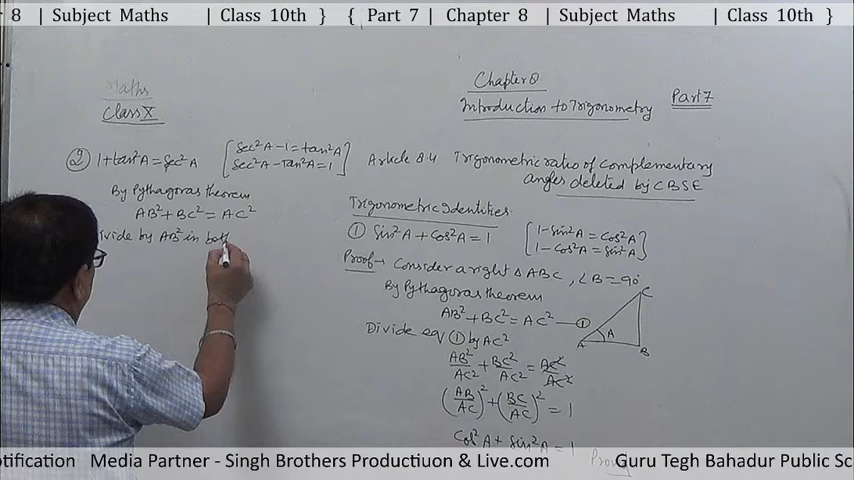 8 | Subject Maths | Class 10th } { Part 7 | Chapter 8 | Subject Maths | Class 10th }
Maths
Class X
Chapter 8
Introduction to Trigonometry Part 7
② 1+tan²A = sec²A [sec²A - 1 = tan²A
sec²A - Tan²A = 1]
By Pythagoras theorem
AB² + BC² = AC²
ivide by AB² in both
Article 8.4 Trigonometric ratio of complementary
angles deleted by CBSE
Trigonometric Identities
① Sin²A + Cos²A = 1 [1 - Sin²A = Cos²A
1 - Cos²A = Sin²A]
Proof → Consider a right △ ABC, ∠B = 90°
By Pythagoras theorem
AB² + BC² = AC² — ①
Divide eq ① by AC²
AB²/AC² + BC²/AC² = AC²/AC²
(AB/AC)² + (BC/AC)² = 1
Cos²A + Sin²A = 1
C
A
A
B
otification Media Partner - Singh Brothers Productiuon & Live.com Guru Tegh Bahadur Public Sc